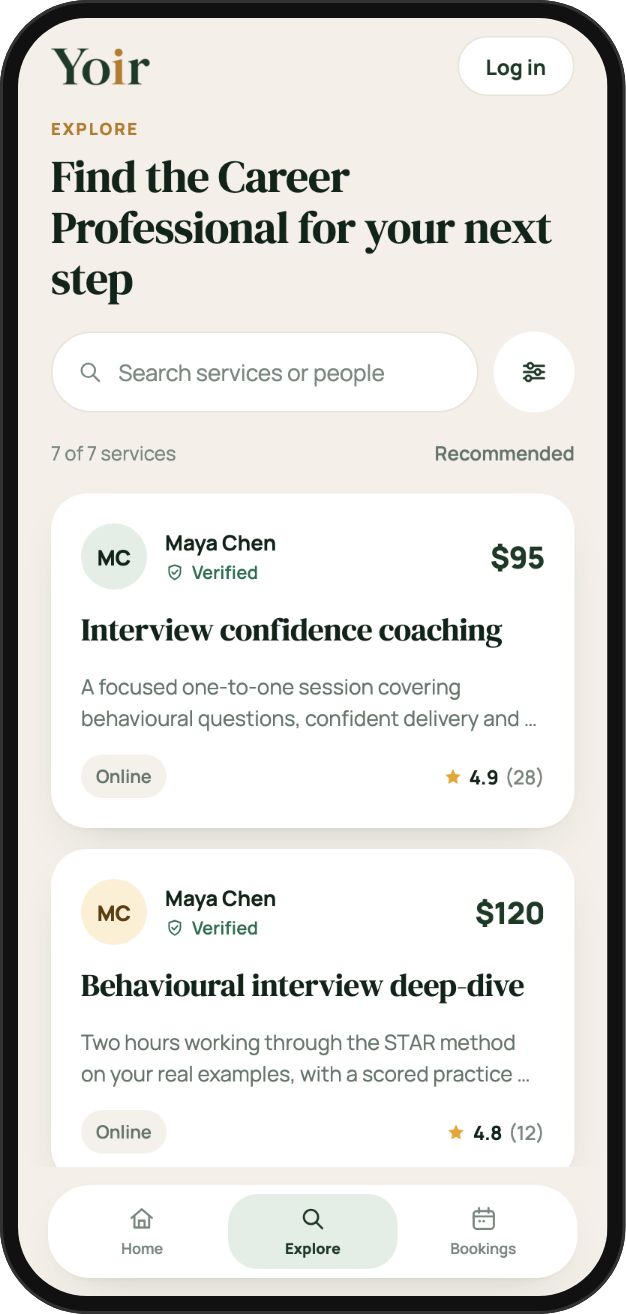 Yoir
Log in
EXPLORE
Find the Career
Professional for your next
step
Search services or people
7 of 7 services
Recommended
MC
Maya Chen
Verified
$95
Interview confidence coaching
A focused one-to-one session covering
behavioural questions, confident delivery and ...
Online
4.9 (28)
MC
Maya Chen
Verified
$120
Behavioural interview deep-dive
Two hours working through the STAR method
on your real examples, with a scored practice ...
Online
4.8 (12)
Home
Explore
Bookings